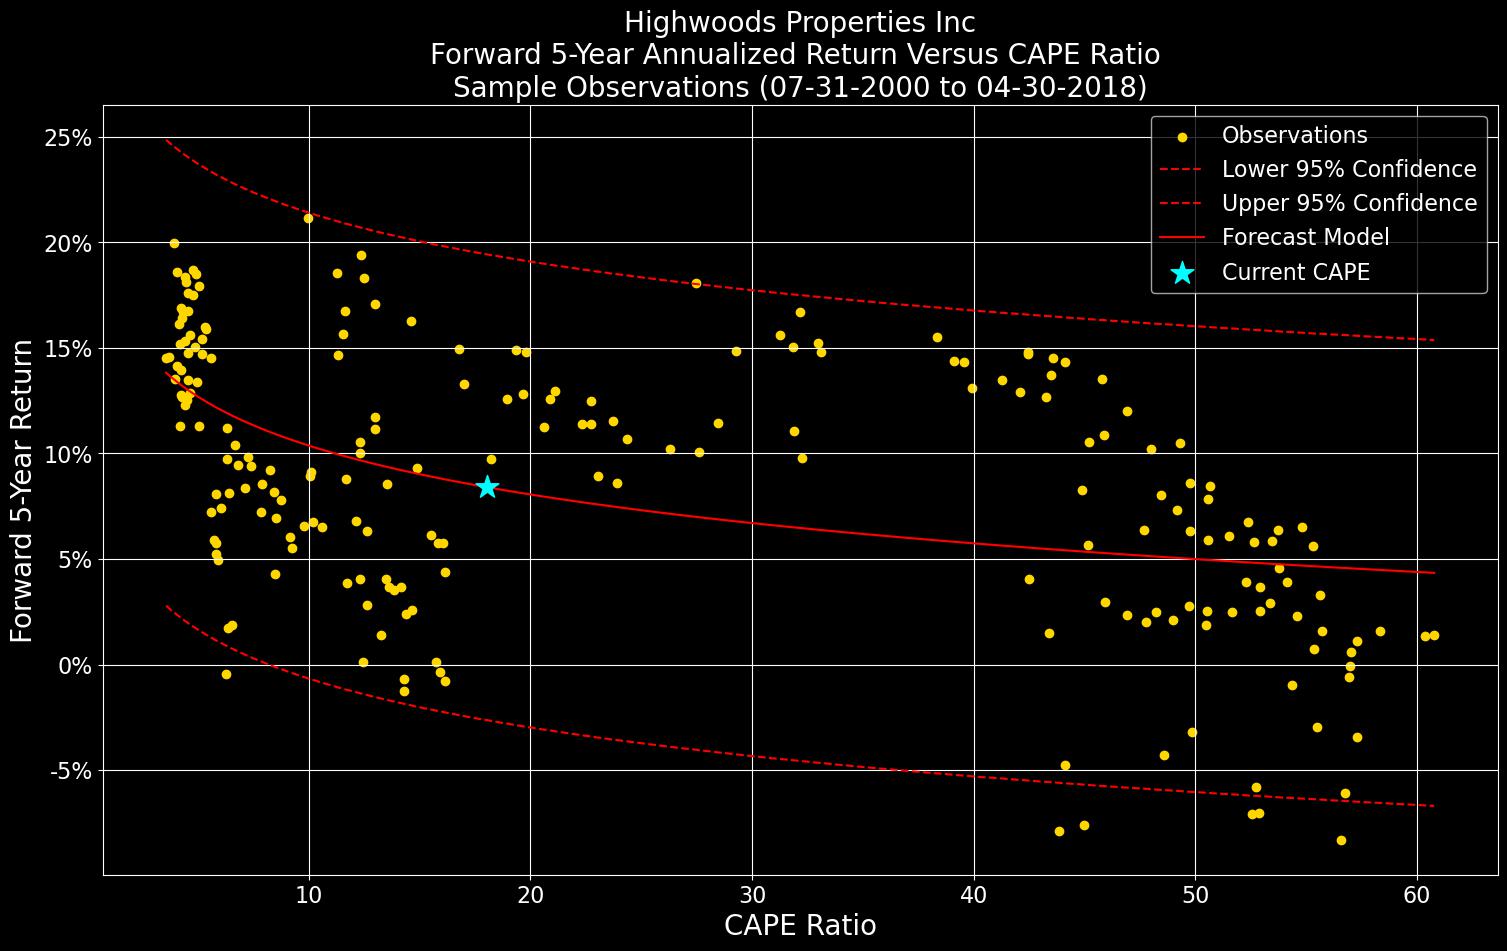 Highwoods Properties Inc
Forward 5-Year Annualized Return Versus CAPE Ratio
Sample Observations (07-31-2000 to 04-30-2018)
Observations
Lower 95% Confidence
Upper 95% Confidence
Forecast Model
Current CAPE
25%
20%
15%
10%
5%
0%
-5%
Forward 5-Year Return
10 20 30 40 50 60
CAPE Ratio